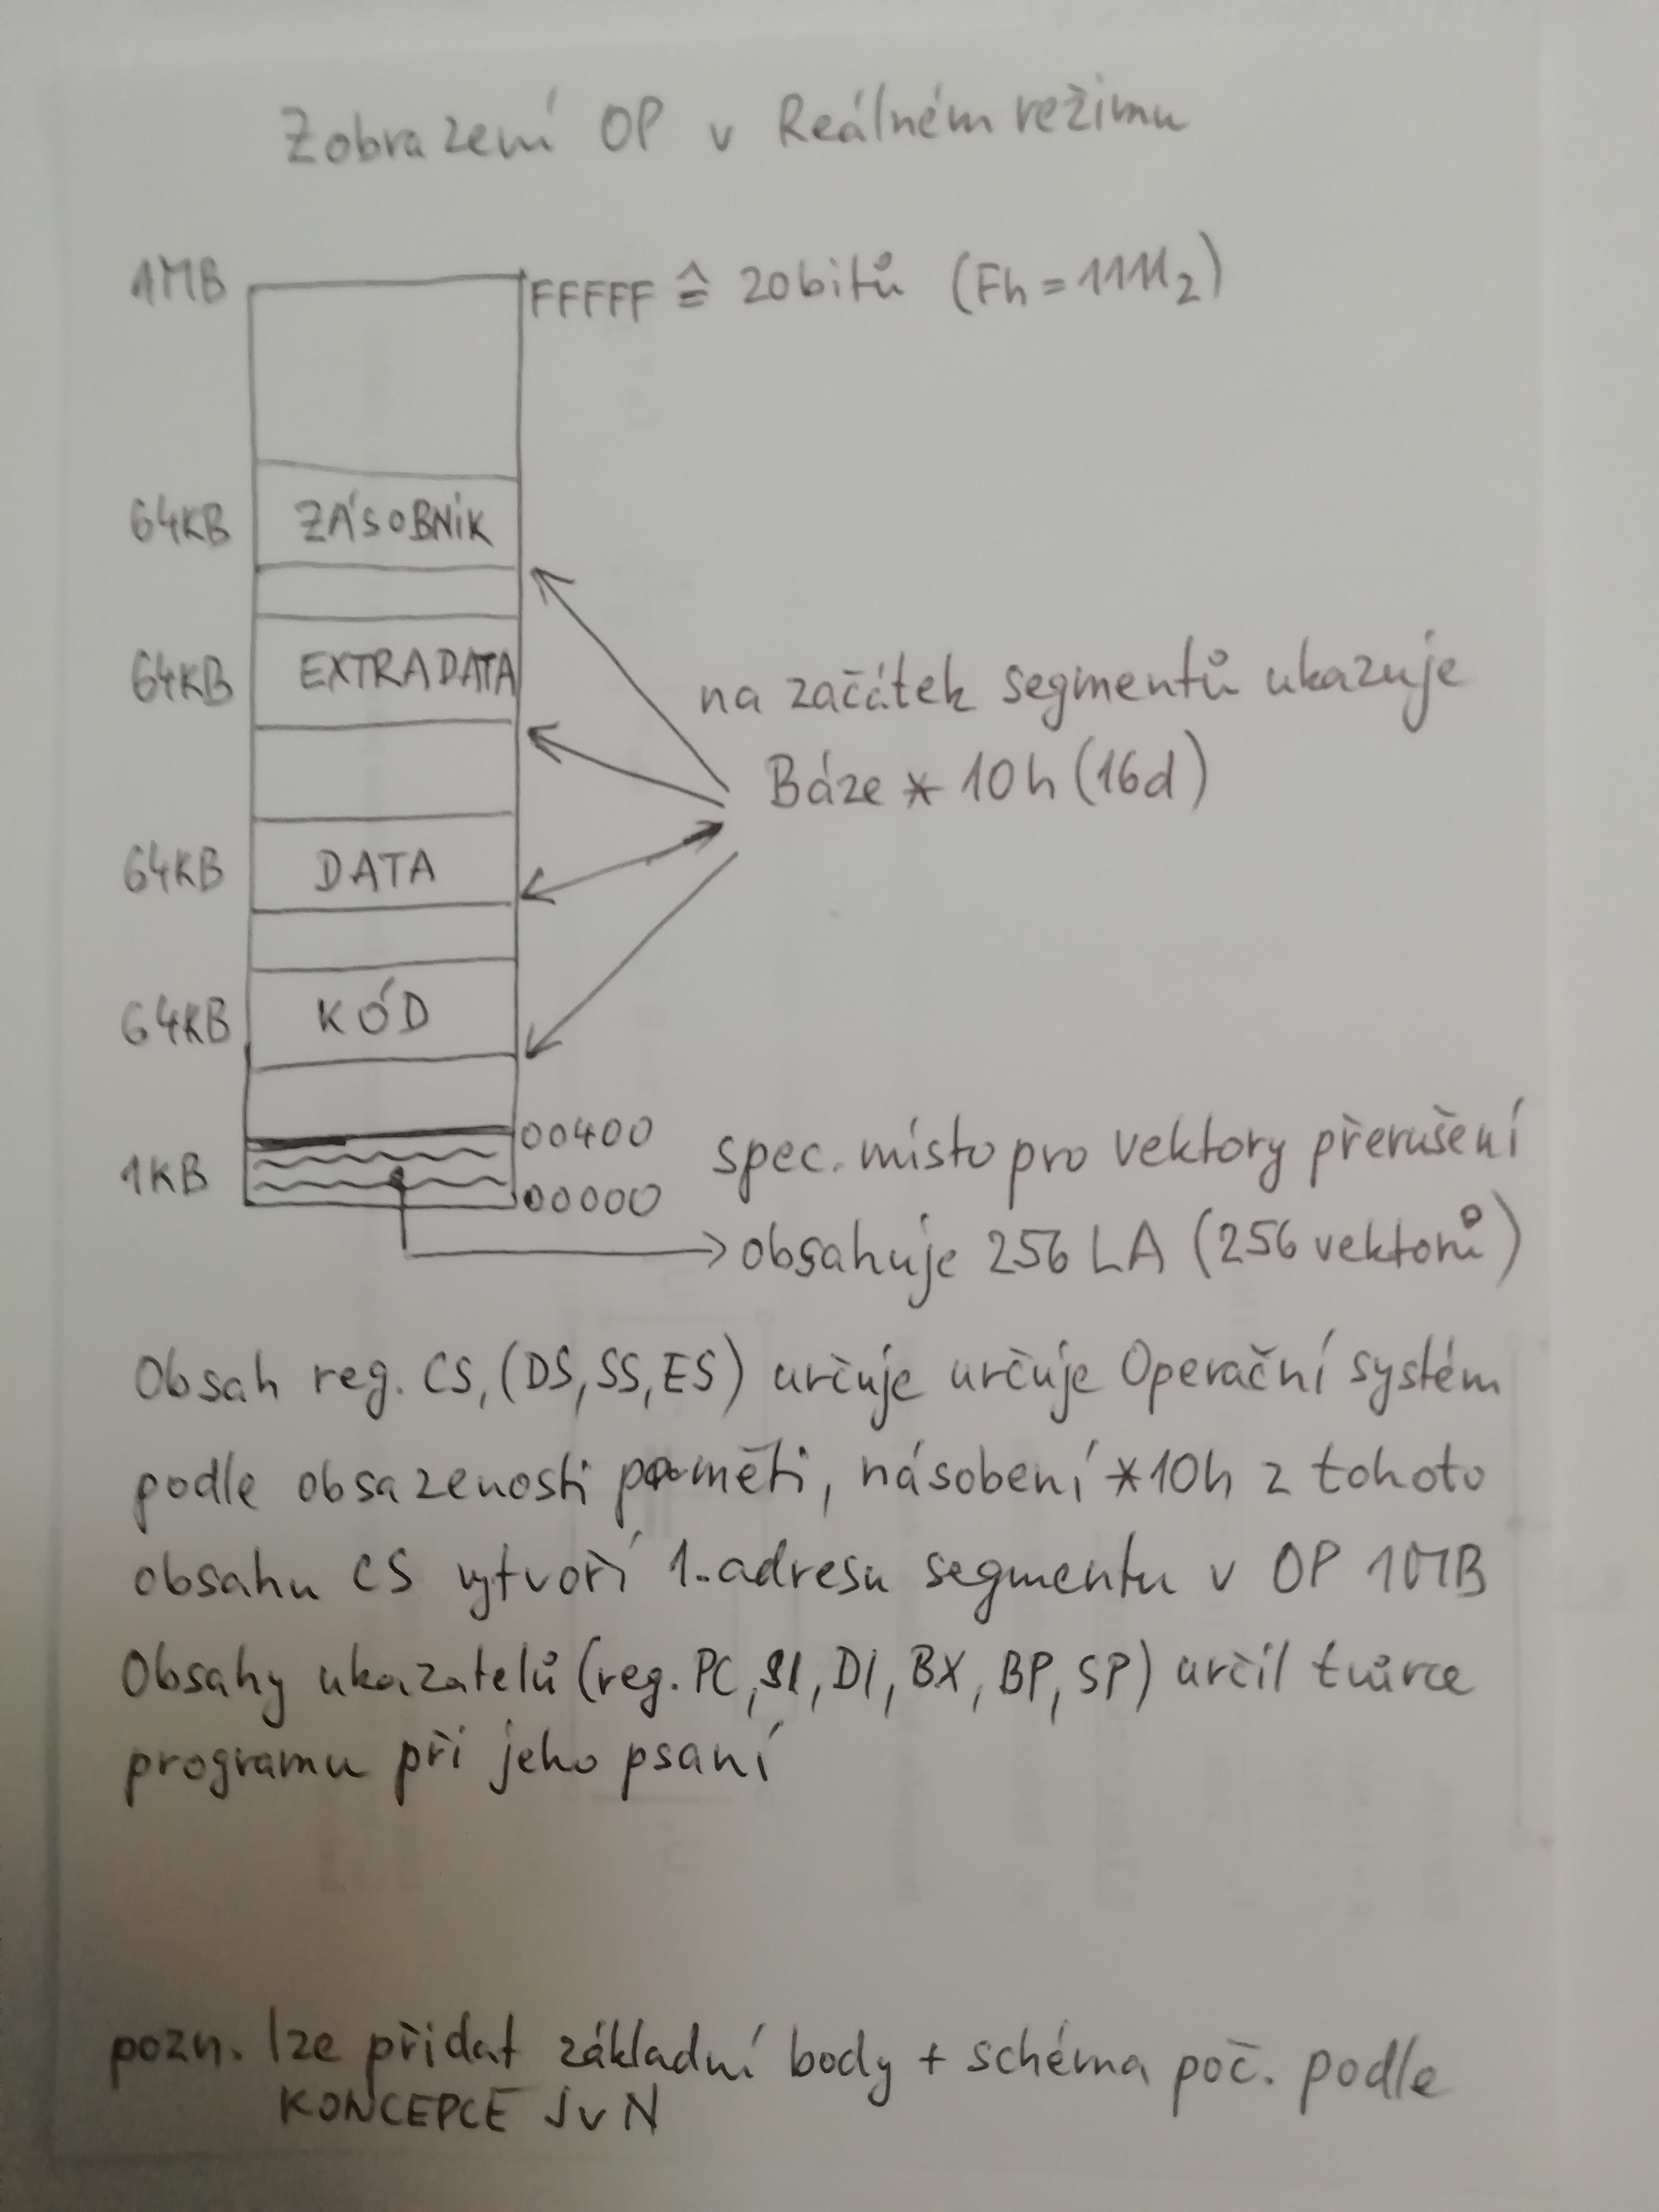 Zobrazení OP v Reálném režimu
1MB
FFFFF ≙ 20bitů (Fh = 1111₂)
64KB ZÁSOBNÍK
64KB EXTRADATA
na začátek segmentů ukazuje
Báze * 10h (16d)
64KB DATA
64KB KÓD
00400
spec. místo pro vektory přerušení
1KB
00000
obsahuje 256 LA (256 vektorů)
Obsah reg. CS, (DS, SS, ES) určuje určuje Operační systém
podle obsazenosti paměti, násobení *10h z tohoto
obsahu CS vytvoří 1. adresu segmentu v OP 1MB
Obsahy ukazatelů (reg. PC, SI, DI, BX, BP, SP) určil tvůrce
programu při jeho psaní
pozn. lze přidat základní body + schéma poč. podle
KONCEPCE JvN